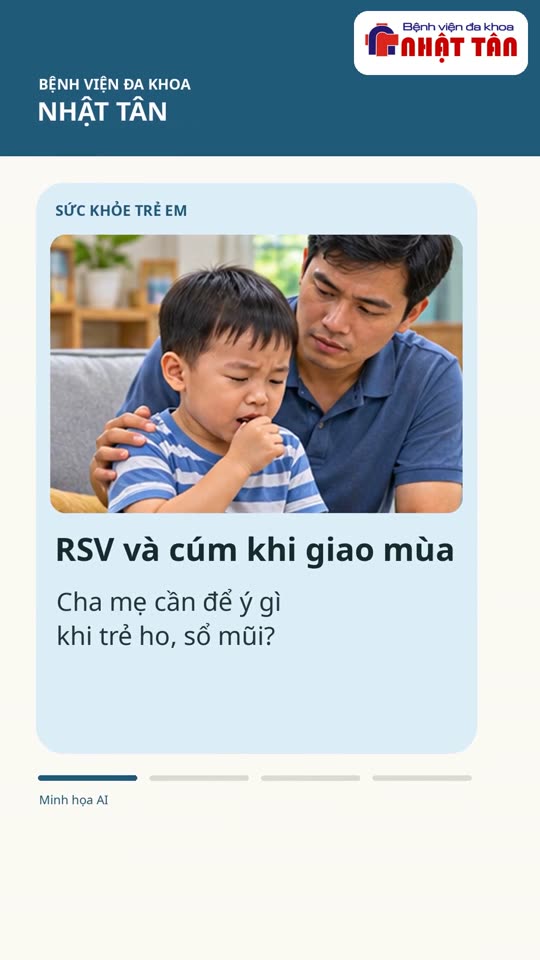 Bệnh viện đa khoa
NHẬT TÂN
BỆNH VIỆN ĐA KHOA
NHẬT TÂN
SỨC KHỎE TRẺ EM
RSV và cúm khi giao mùa
Cha mẹ cần để ý gì
khi trẻ ho, sổ mũi?
Minh họa AI